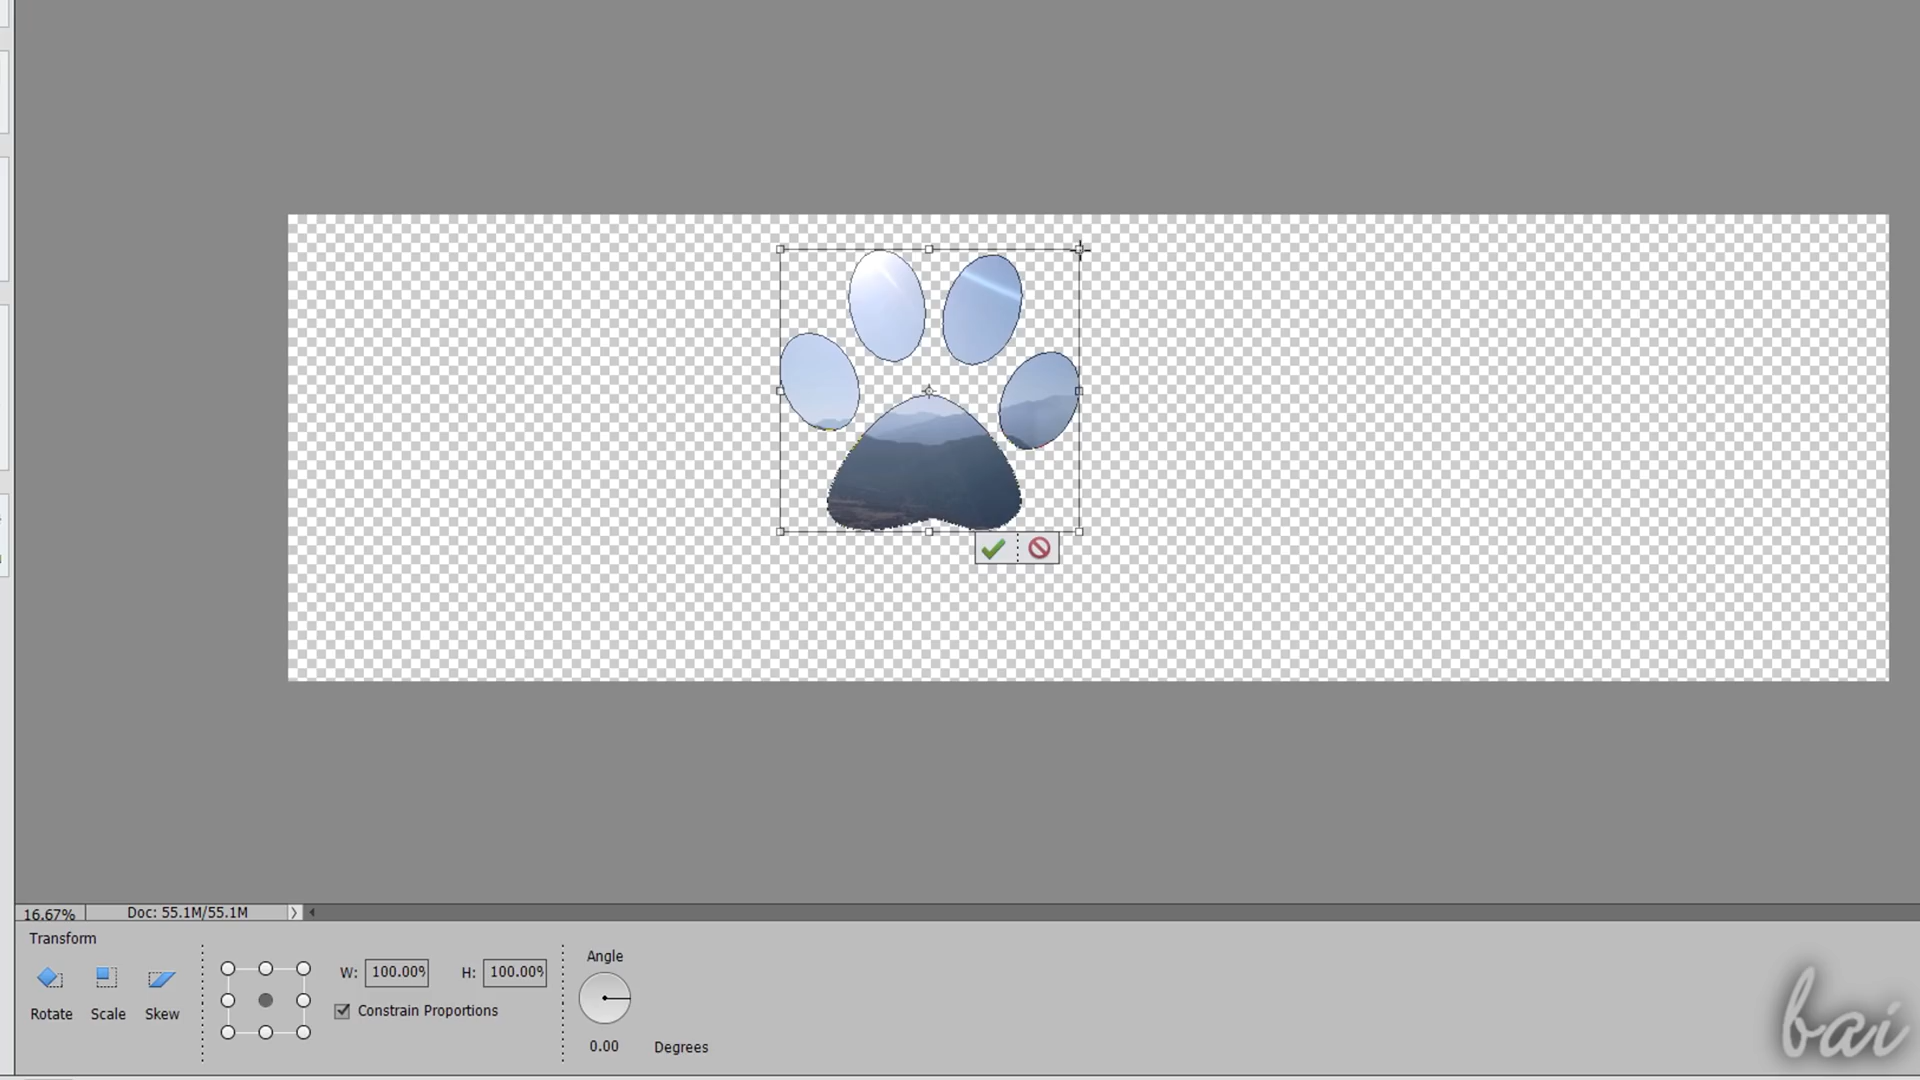 16.67% Doc: 55.1M/55.1M
Transform
Angle
W: 100.00% H: 100.00%
Rotate Scale Skew Constrain Proportions
0.00 Degrees
bai